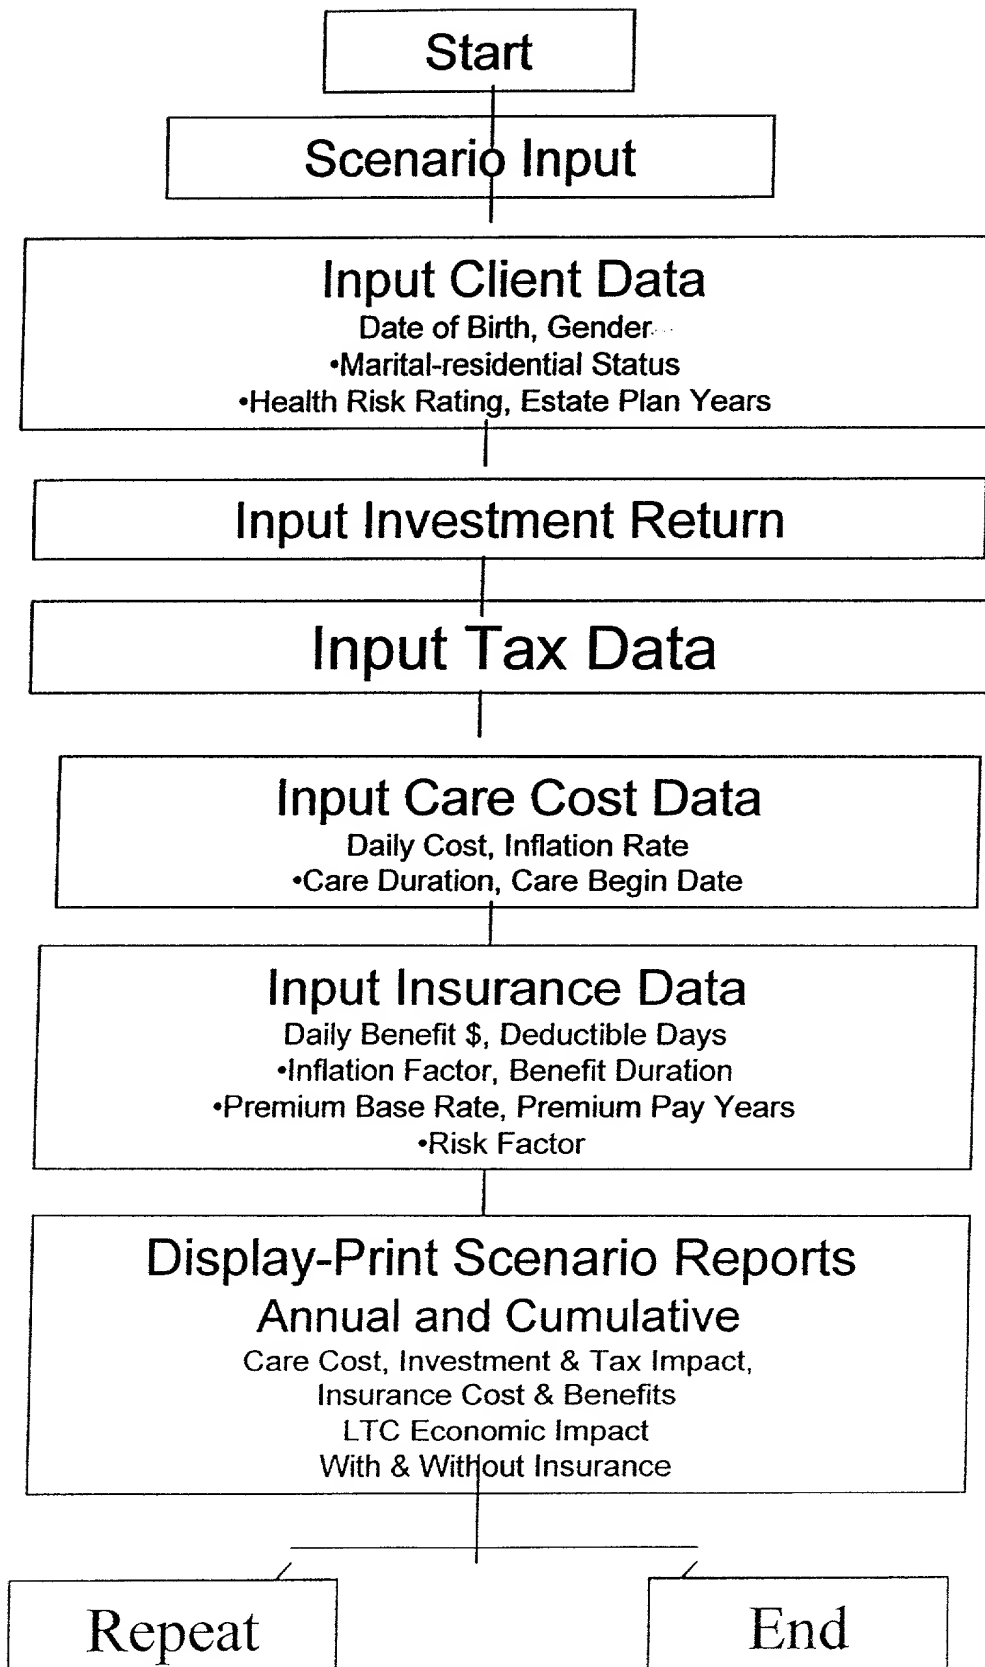 Start
Scenario Input
Input Client Data
Date of Birth, Gender
•Marital-residential Status
•Health Risk Rating, Estate Plan Years
Input Investment Return
Input Tax Data
Input Care Cost Data
Daily Cost, Inflation Rate
•Care Duration, Care Begin Date
Input Insurance Data
Daily Benefit $, Deductible Days
•Inflation Factor, Benefit Duration
•Premium Base Rate, Premium Pay Years
•Risk Factor
Display-Print Scenario Reports
Annual and Cumulative
Care Cost, Investment & Tax Impact,
Insurance Cost & Benefits
LTC Economic Impact
With & Without Insurance
Repeat
End